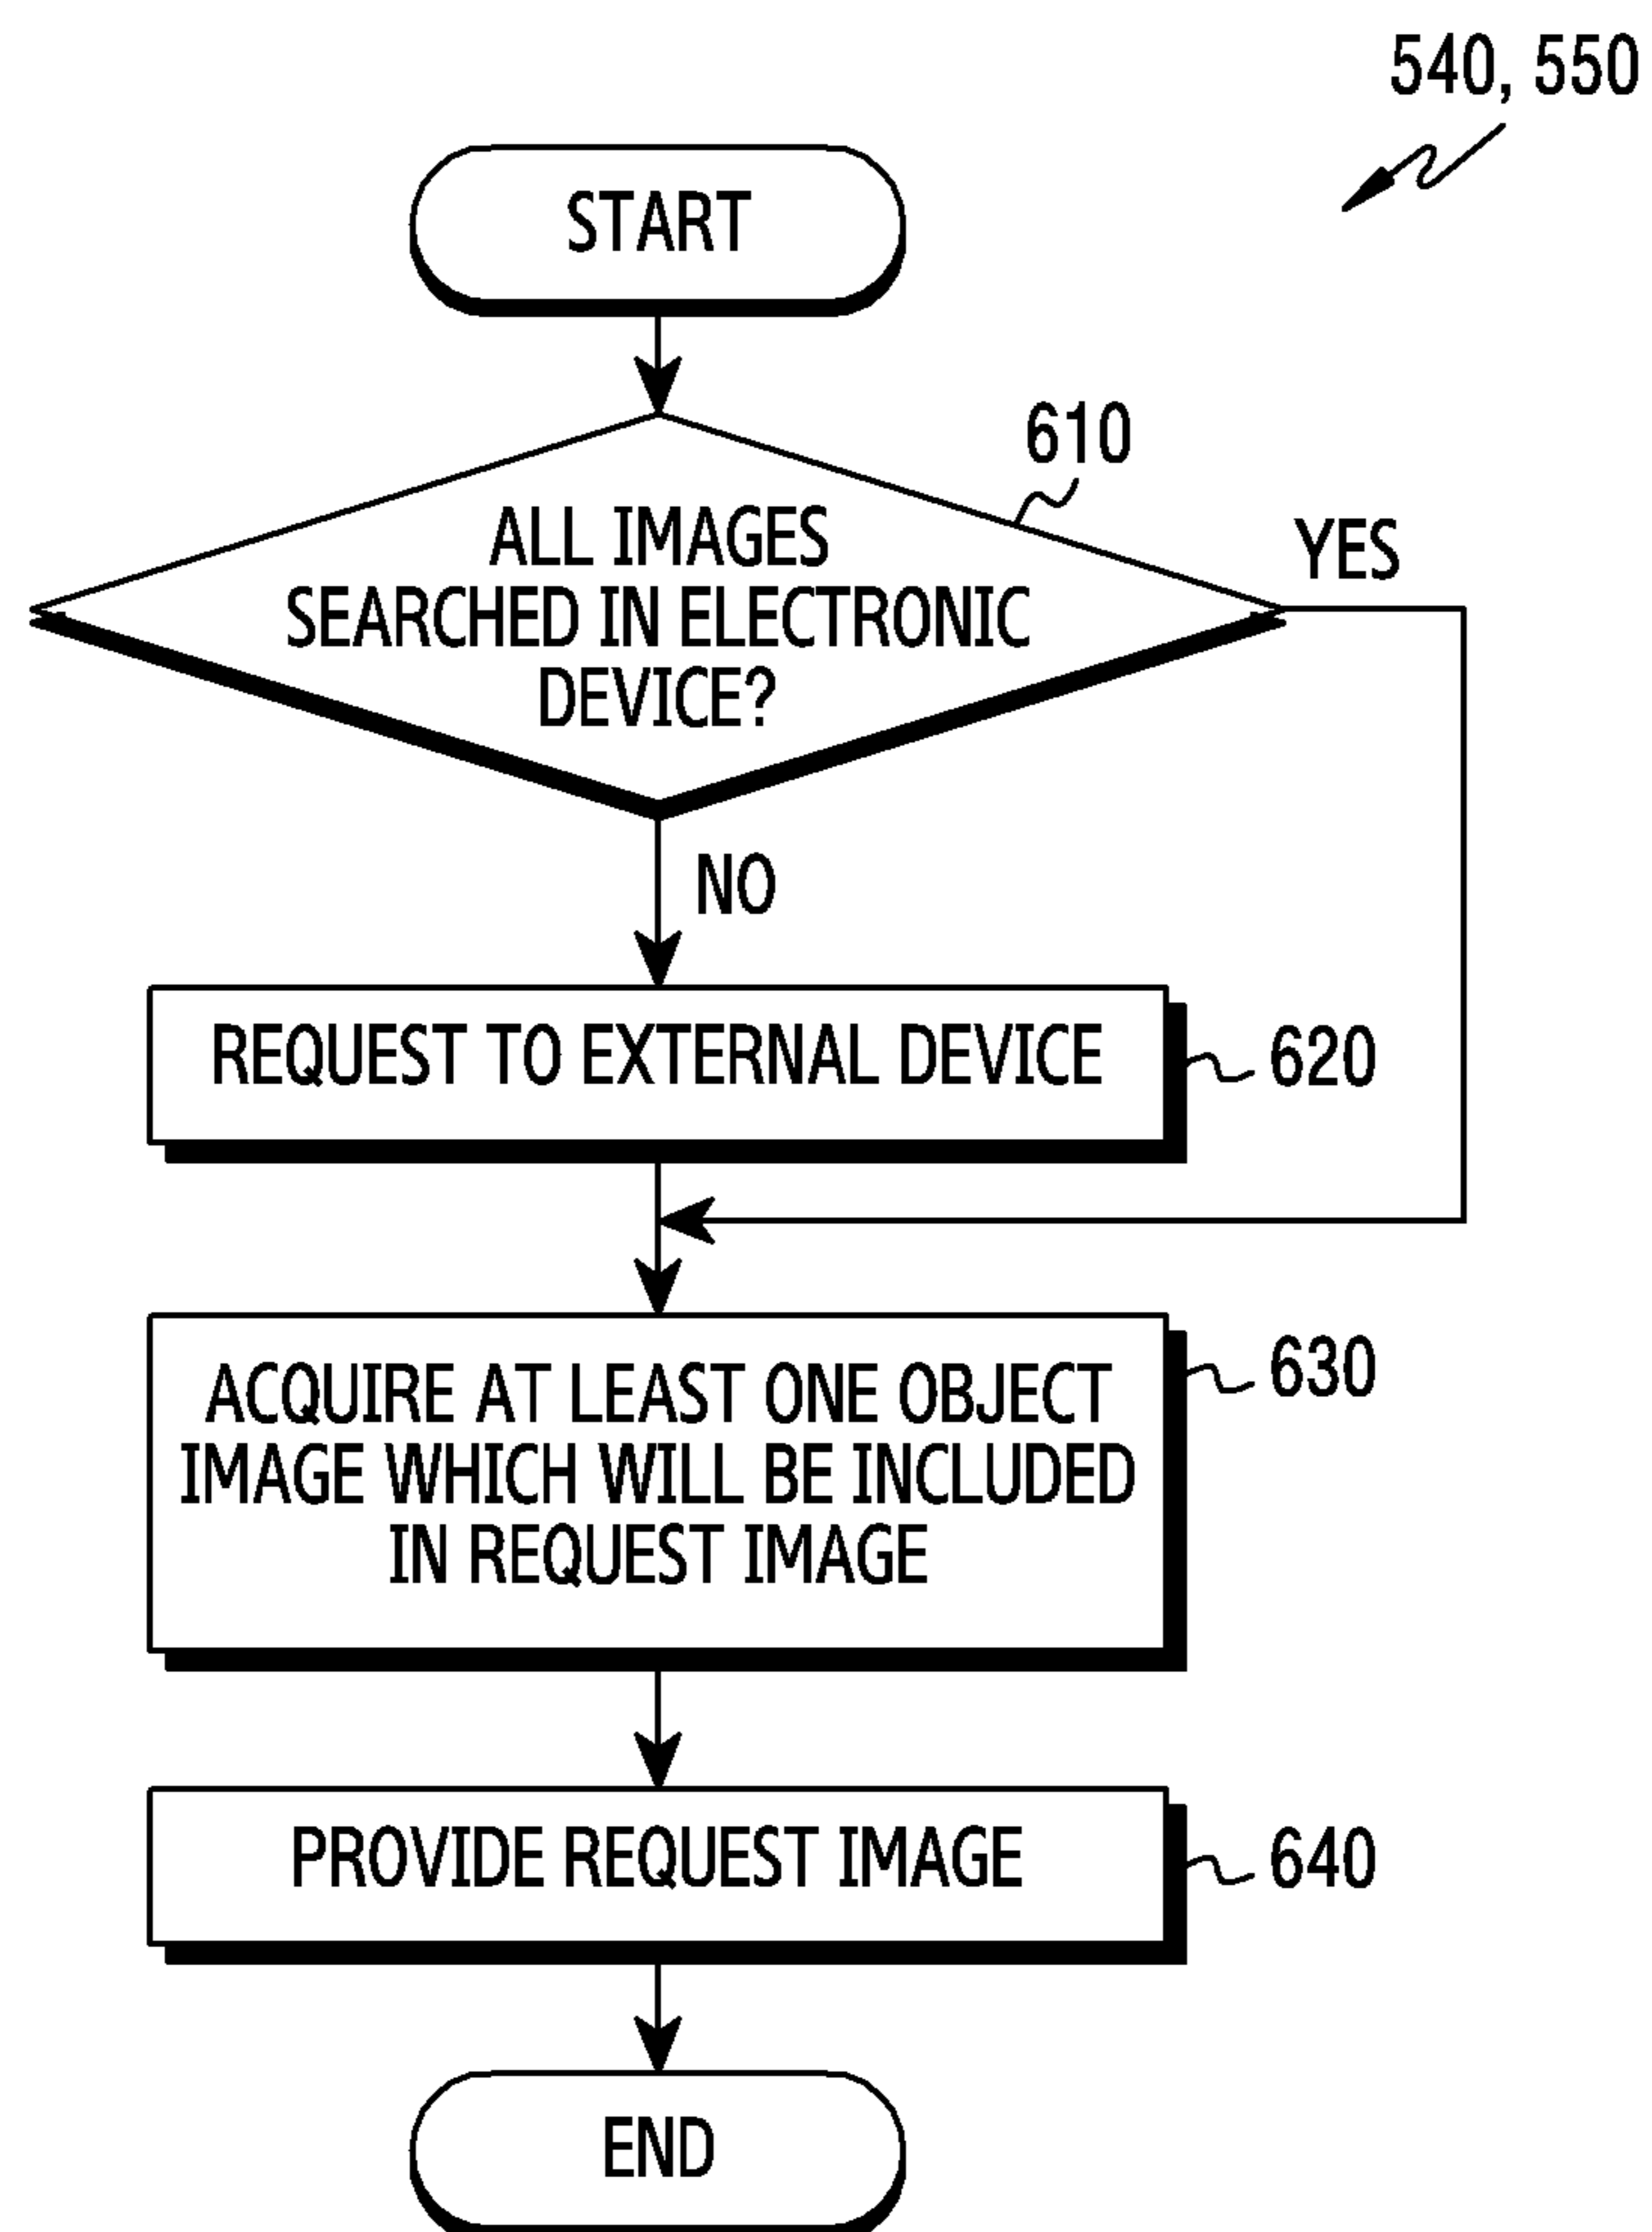 540, 550
START
610
ALL IMAGES
SEARCHED IN ELECTRONIC
DEVICE?
YES
NO
REQUEST TO EXTERNAL DEVICE
620
ACQUIRE AT LEAST ONE OBJECT
IMAGE WHICH WILL BE INCLUDED
IN REQUEST IMAGE
630
PROVIDE REQUEST IMAGE
640
END